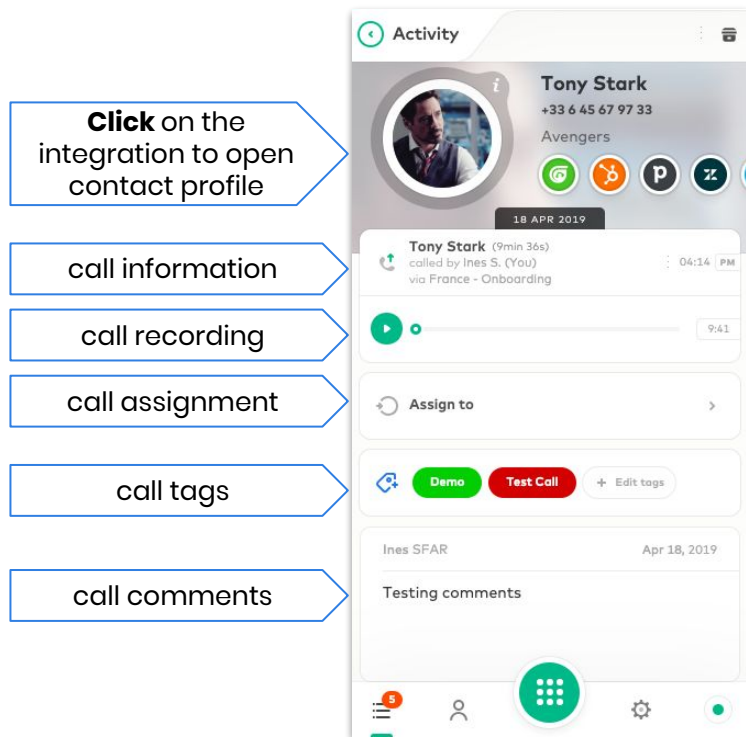 Activity
Tony Stark
+33 6 45 67 97 33
Avengers
18 APR 2019
Click on the
integration to open
contact profile
call information
Tony Stark (9min 36s)
called by Ines S. (You)
via France - Onboarding
04:14 PM
call recording
9:41
call assignment
Assign to
call tags
Demo
Test Call
+ Edit tags
call comments
Ines SFAR
Apr 18, 2019
Testing comments
5